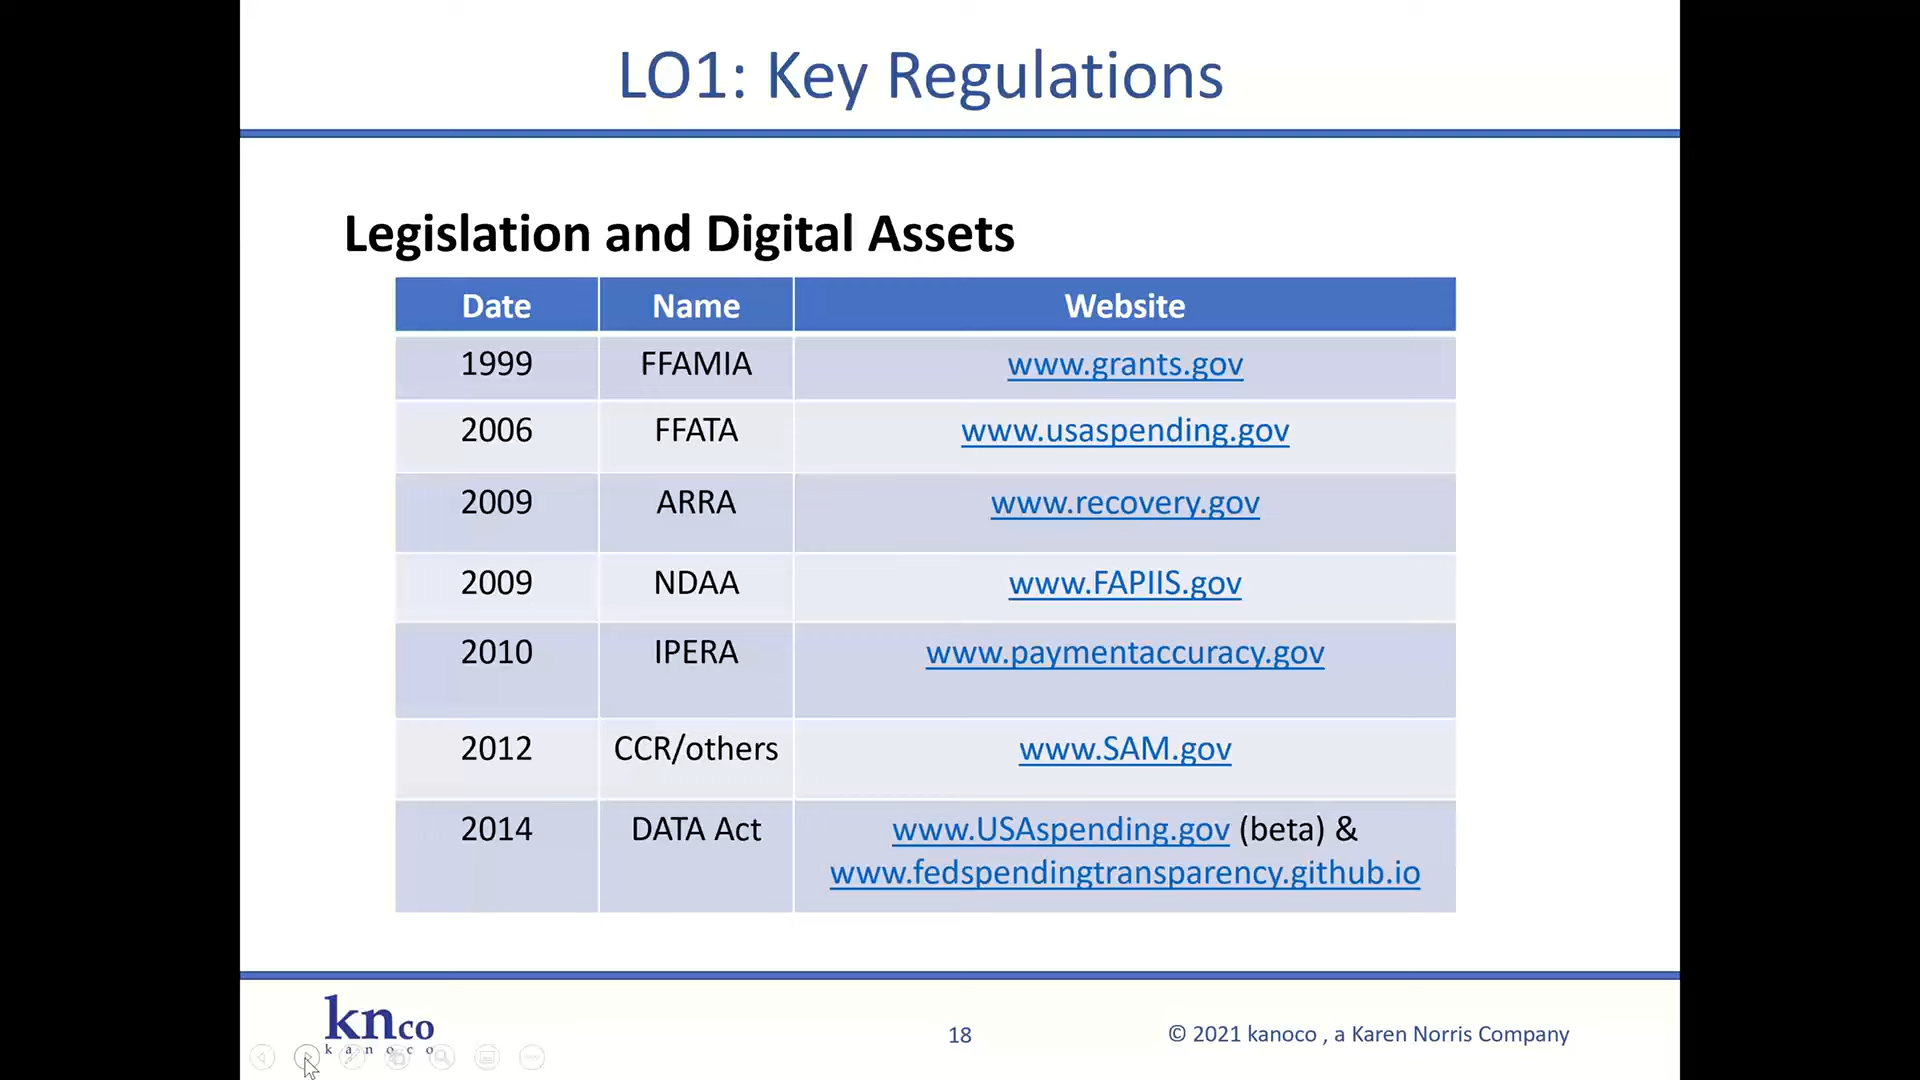 LO1: Key Regulations
Legislation and Digital Assets
Date Name Website
1999 FFAMIA www.grants.gov
2006 FFATA www.usaspending.gov
2009 ARRA www.recovery.gov
2009 NDAA www.FAPIIS.gov
2010 IPERA www.paymentaccuracy.gov
2012 CCR/others www.SAM.gov
2014 DATA Act www.USAspending.gov (beta) &
www.fedspendingtransparency.github.io
knco
kanoco
18
© 2021 kanoco , a Karen Norris Company